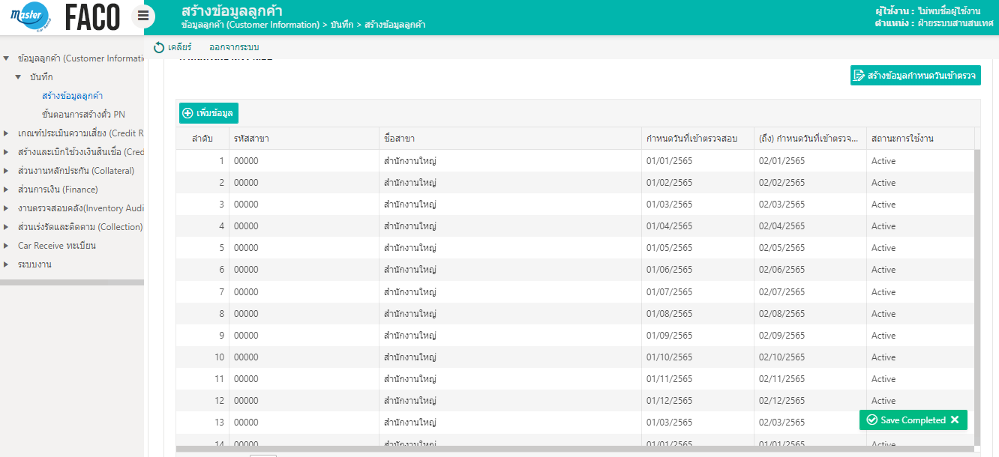 Master
Car Rental
FACO
สร้างข้อมูลลูกค้า
ข้อมูลลูกค้า (Customer Information) > บันทึก > สร้างข้อมูลลูกค้า
ผู้ใช้งาน : ไม่พบชื่อผู้ใช้งาน
ตำแหน่ง : ฝ่ายระบบสานสนเทศ
เคลียร์ ออกจากระบบ
ข้อมูลลูกค้า (Customer Informati
บันทึก
สร้างข้อมูลลูกค้า
ขั้นตอนการสร้างตั๋ว PN
เกณฑ์ประเมินความเสี่ยง (Credit R
สร้างและเบิกใช้วงเงินสินเชื่อ (Cred
ส่วนงานหลักประกัน (Collateral)
ส่วนการเงิน (Finance)
งานตรวจสอบคลัง(Inventory Audi
ส่วนเร่งรัดและติดตาม (Collection)
Car Receive ทะเบียน
ระบบงาน
สร้างข้อมูลกำหนดวันเข้าตรวจ
เพิ่มข้อมูล
ลำดับ รหัสสาขา ชื่อสาขา กำหนดวันที่เข้าตรวจสอบ (ถึง) กำหนดวันที่เข้าตรวจ... สถานะการใช้งาน
1 00000 สำนักงานใหญ่ 01/01/2565 02/01/2565 Active
2 00000 สำนักงานใหญ่ 01/02/2565 02/02/2565 Active
3 00000 สำนักงานใหญ่ 01/03/2565 02/03/2565 Active
4 00000 สำนักงานใหญ่ 01/04/2565 02/04/2565 Active
5 00000 สำนักงานใหญ่ 01/05/2565 02/05/2565 Active
6 00000 สำนักงานใหญ่ 01/06/2565 02/06/2565 Active
7 00000 สำนักงานใหญ่ 01/07/2565 02/07/2565 Active
8 00000 สำนักงานใหญ่ 01/08/2565 02/08/2565 Active
9 00000 สำนักงานใหญ่ 01/09/2565 02/09/2565 Active
10 00000 สำนักงานใหญ่ 01/10/2565 02/10/2565 Active
11 00000 สำนักงานใหญ่ 01/11/2565 02/11/2565 Active
12 00000 สำนักงานใหญ่ 01/12/2565 02/12/2565 Active
13 00000 สำนักงานใหญ่ 01/03/2565 02/03/2565
Save Completed
14 00000 สำนักงานใหญ่ 01/01/2565 01/01/2565 Active